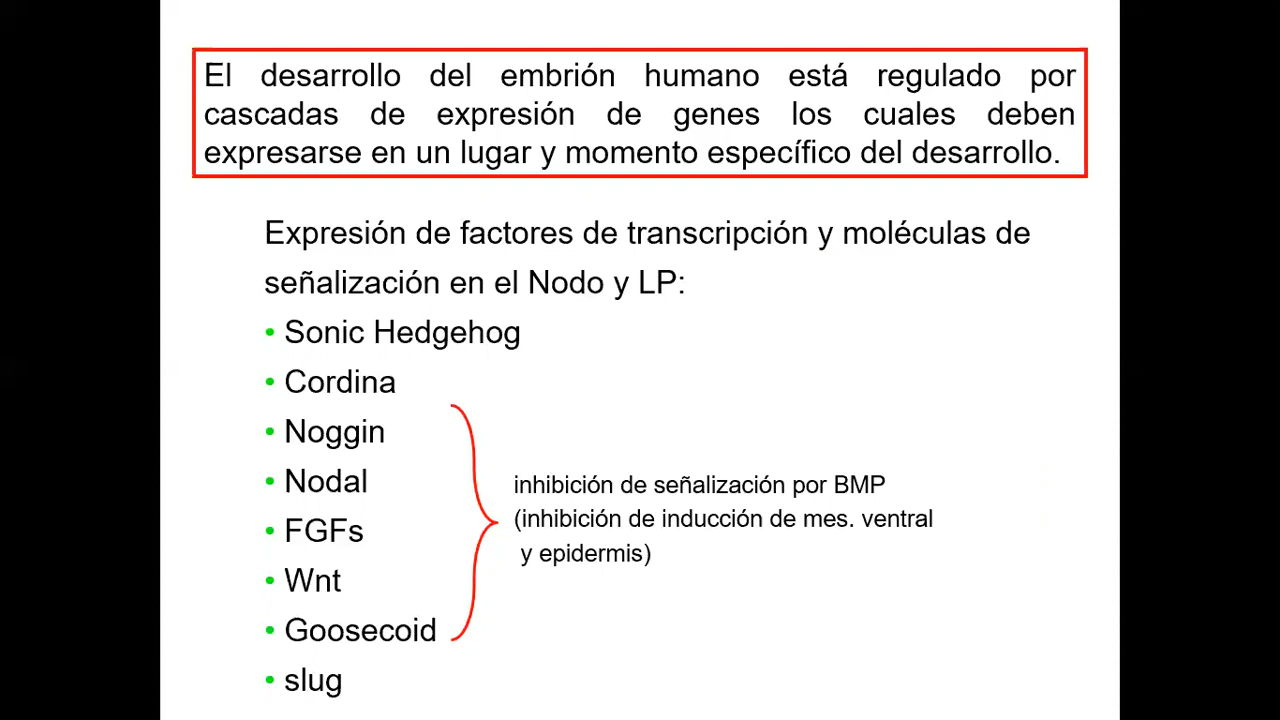 El desarrollo del embrión humano está regulado por
cascadas de expresión de genes los cuales deben
expresarse en un lugar y momento específico del desarrollo.
Expresión de factores de transcripción y moléculas de
señalización en el Nodo y LP:
• Sonic Hedgehog
• Cordina
• Noggin
• Nodal
• FGFs
• Wnt
• Goosecoid
• slug
inhibición de señalización por BMP
(inhibición de inducción de mes. ventral
y epidermis)